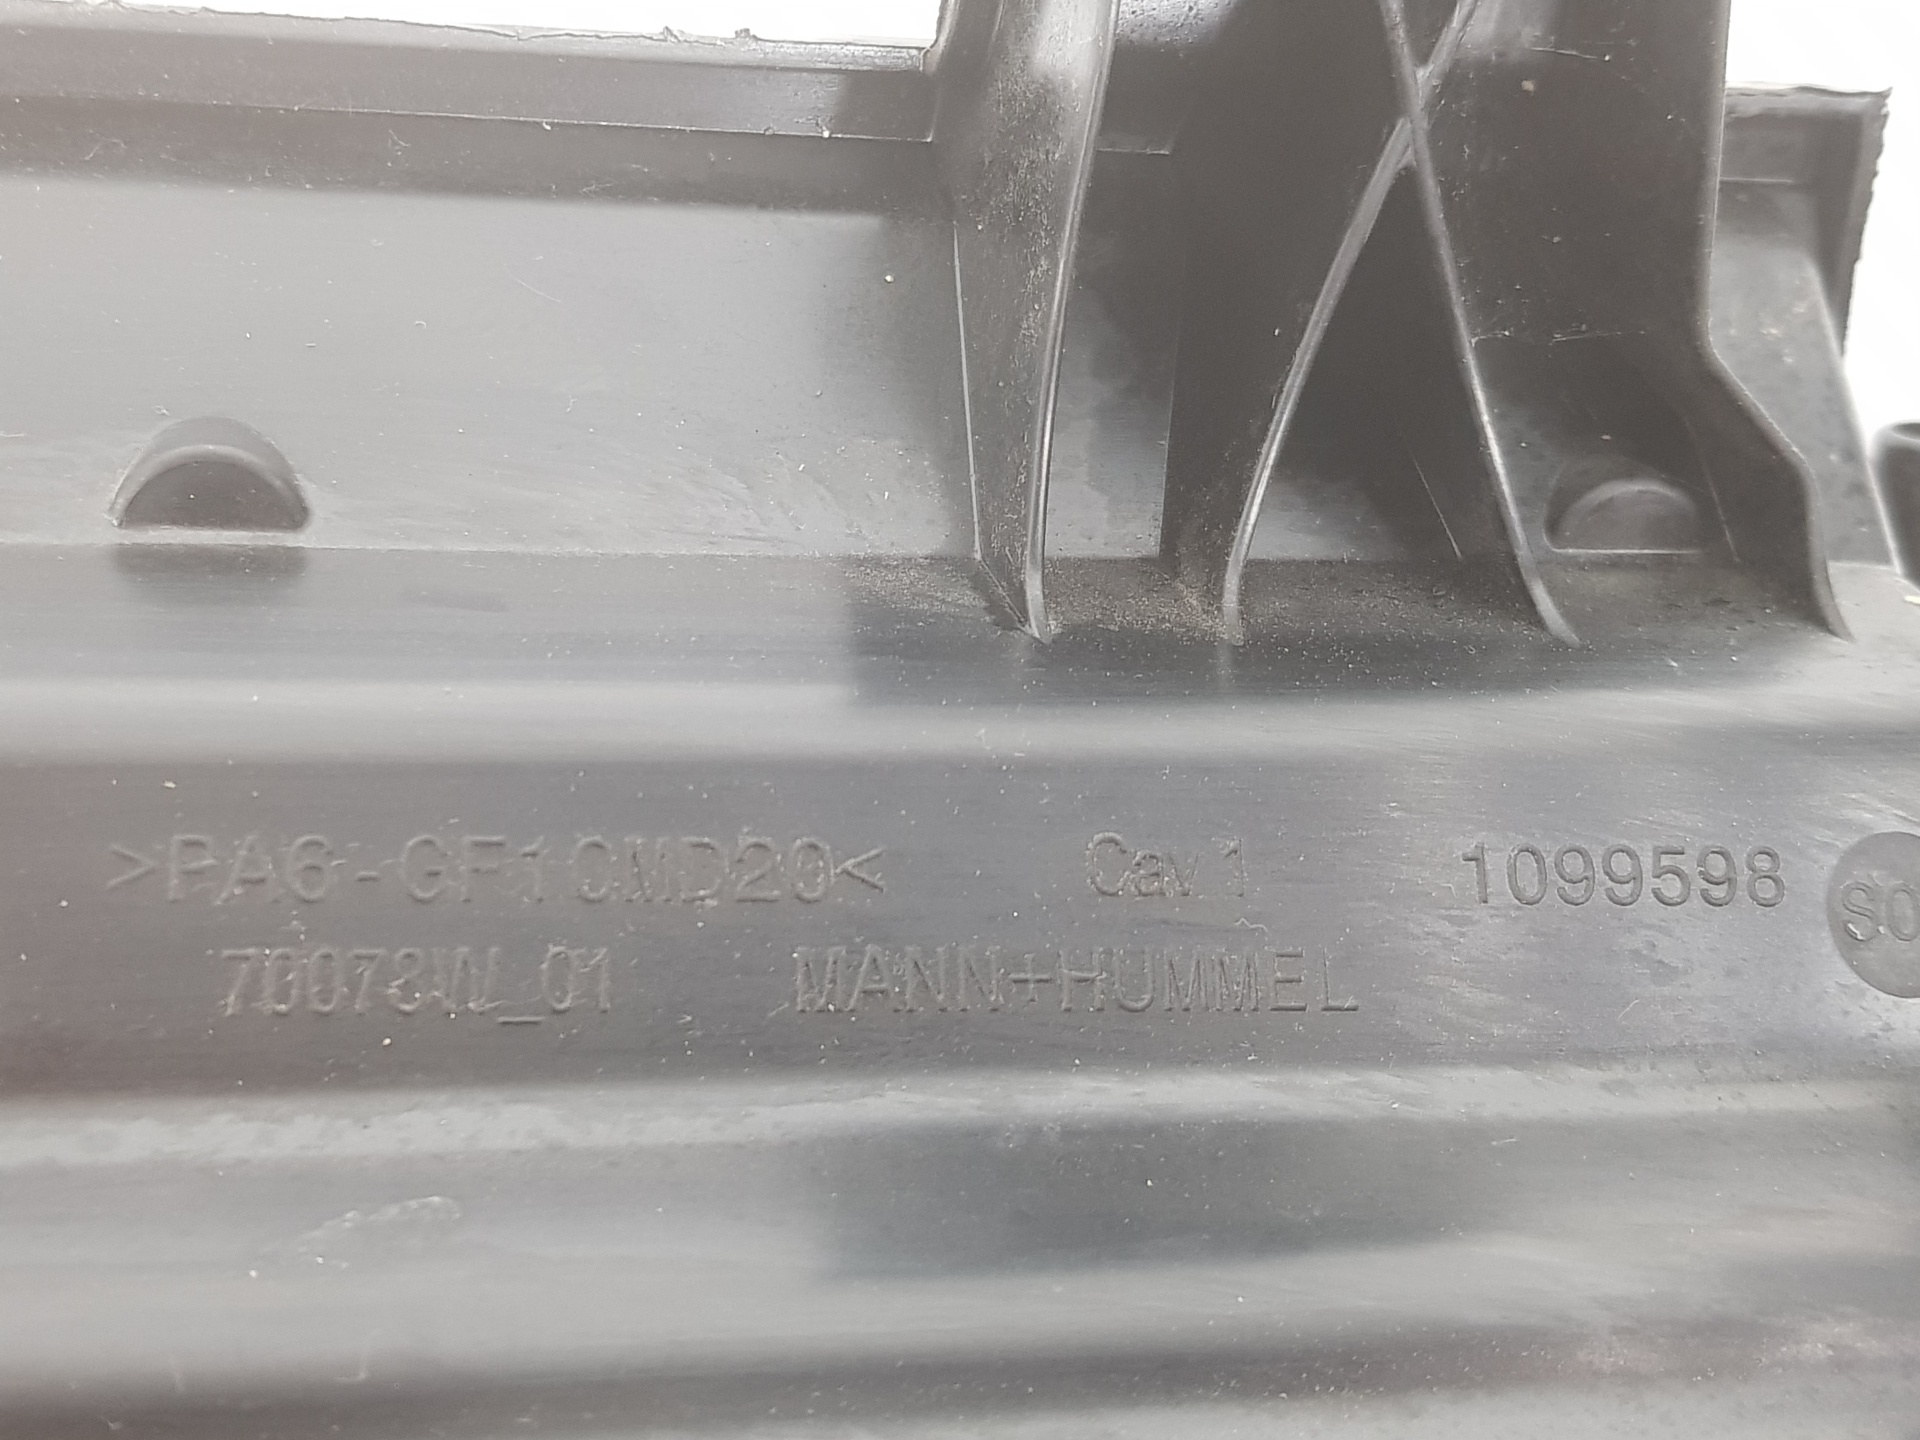 >PA6-GF10MD20< Cav 1 1099598
70078W_01 MANN+HUMMEL